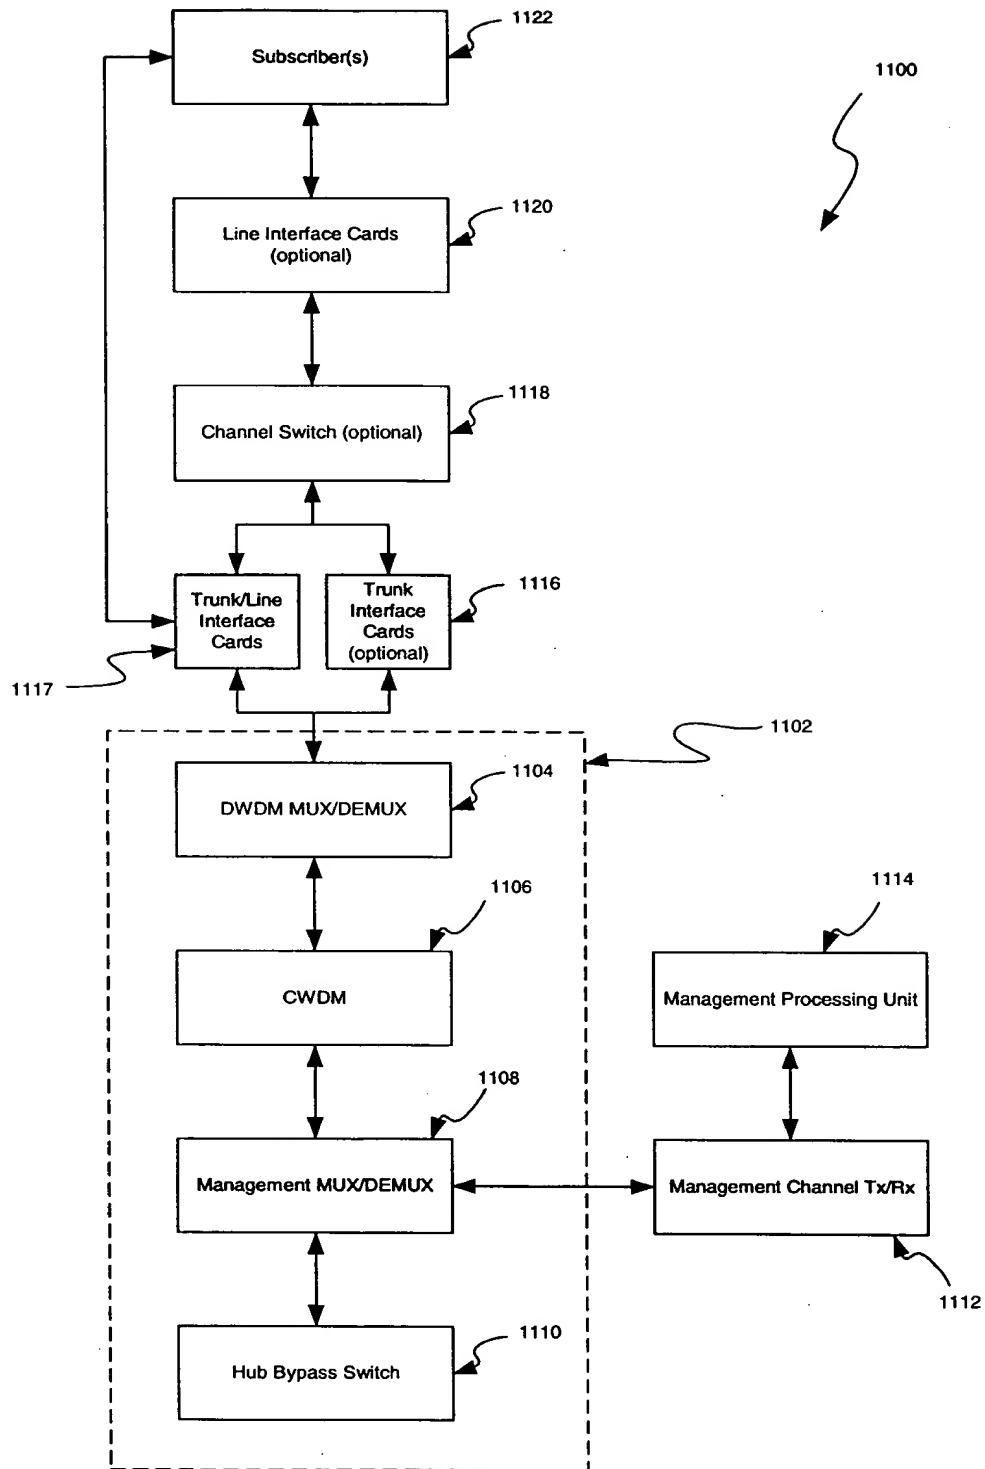 1122
Subscriber(s)
1100
1120
Line Interface Cards
(optional)
1118
Channel Switch (optional)
1116
Trunk/Line
Interface
Cards
Trunk
Interface
Cards
(optional)
1117
1102
1104
DWDM MUX/DEMUX
1106
1114
CWDM
Management Processing Unit
1108
Management MUX/DEMUX
Management Channel Tx/Rx
1112
1110
Hub Bypass Switch